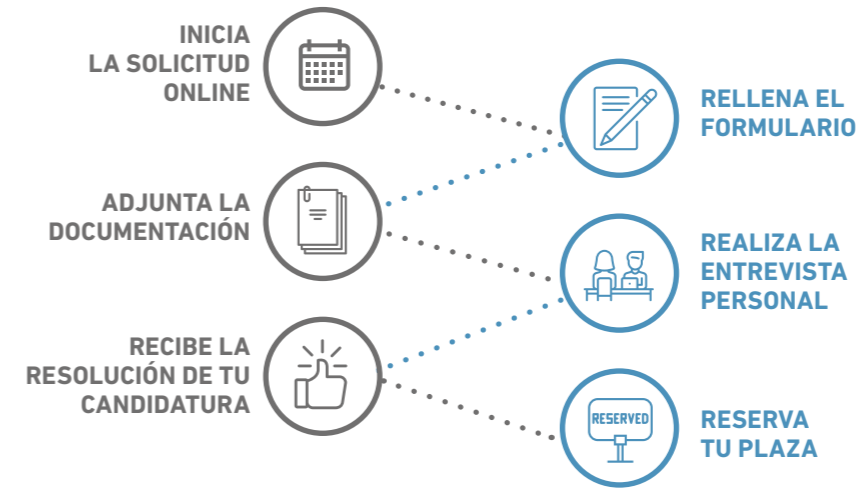 INICIA
LA SOLICITUD
ONLINE
RELLENA EL
FORMULARIO
ADJUNTA LA
DOCUMENTACIÓN
REALIZA LA
ENTREVISTA
PERSONAL
RECIBE LA
RESOLUCIÓN DE TU
CANDIDATURA
RESERVED
RESERVA
TU PLAZA